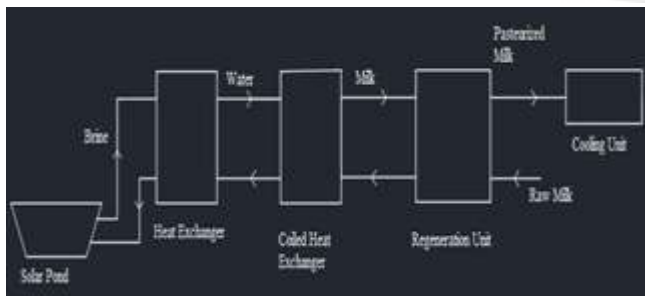 Pasteurized
Milk
Water
Milk
Brine
Cooling Unit
Raw Milk
Heat Exchanger
Coiled Heat
Exchanger
Regeneration Unit
Solar Pond